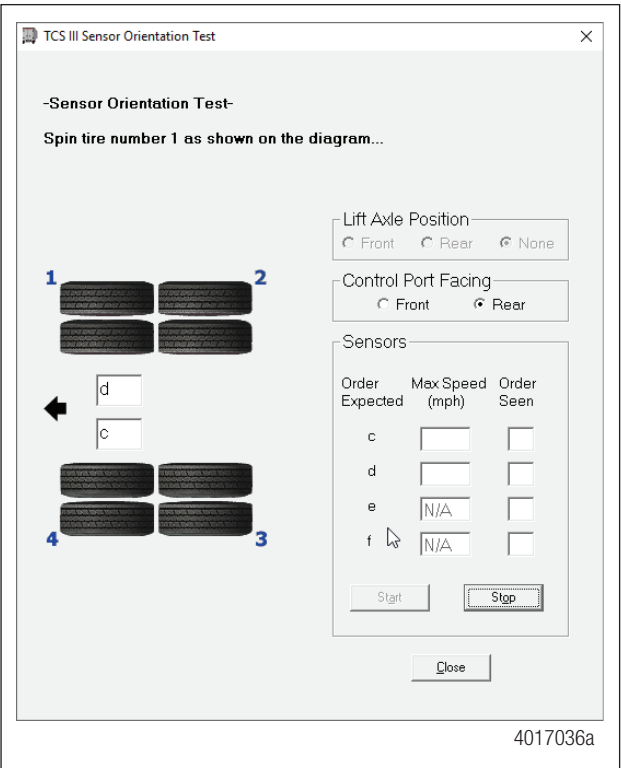 TCS III Sensor Orientation Test
-Sensor Orientation Test-
Spin tire number 1 as shown on the diagram...
Lift Axle Position
Front Rear None
1 2
Control Port Facing
Front Rear
Sensors
Order Expected Max Speed (mph) Order Seen
d
c
c
d
e N/A
f N/A
4 3
Start Stop
Close
4017036a